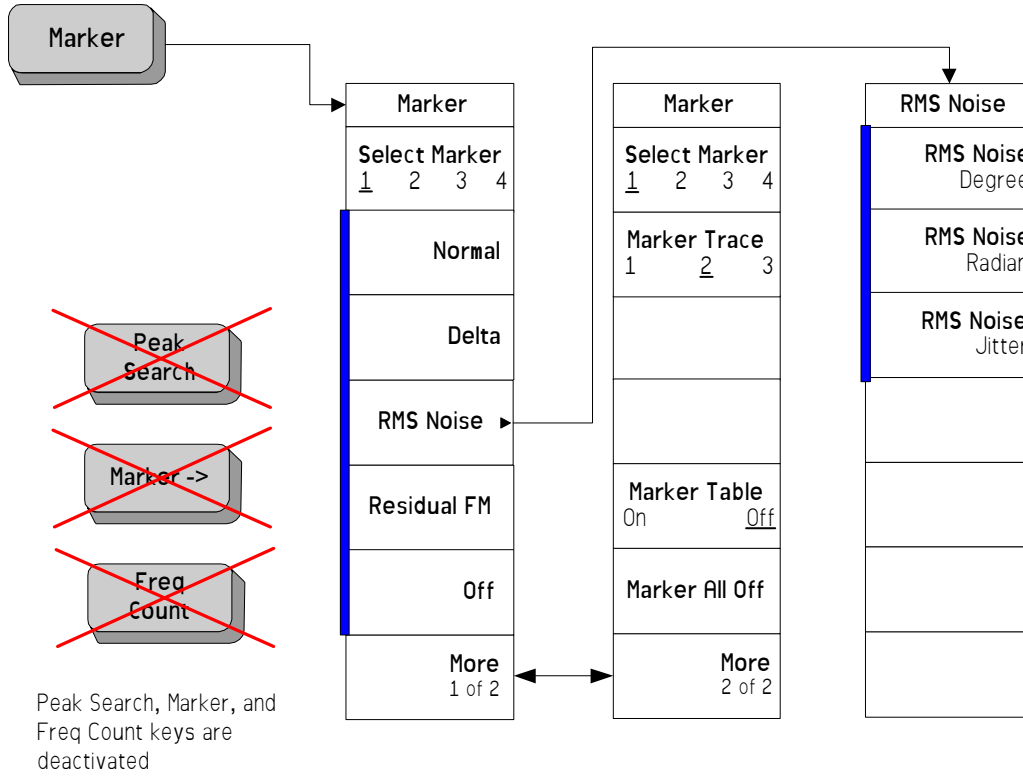 Marker
Marker
Select Marker
1 2 3 4
Normal
Delta
RMS Noise
Residual FM
Off
More
1 of 2
Marker
Select Marker
1 2 3 4
Marker Trace
1 2 3
Marker Table
On Off
Marker All Off
More
2 of 2
RMS Noise
RMS Noise
Degree
RMS Noise
Radian
RMS Noise
Jitter
Peak
Search
Marker ->
Freq
Count
Peak Search, Marker, and
Freq Count keys are
deactivated